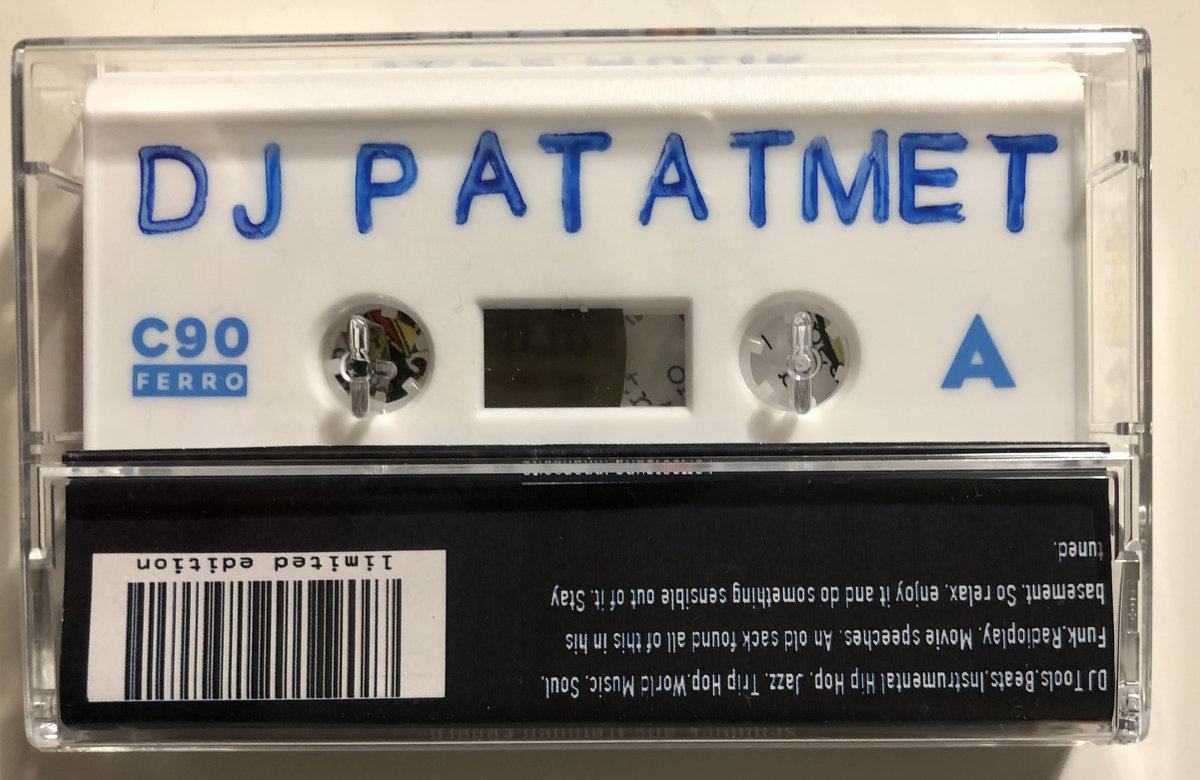 DJ PATATMET
C90
FERRO
A
DJ Tools.Beats.Instrumental Hip Hop. Jazz. Trip Hop.World Music. Soul.
Funk.Radioplay. Movie speeches. An old sack found all of this in his
basement. So relax, enjoy it and do something sensible out of it. Stay
tuned.
limited edition